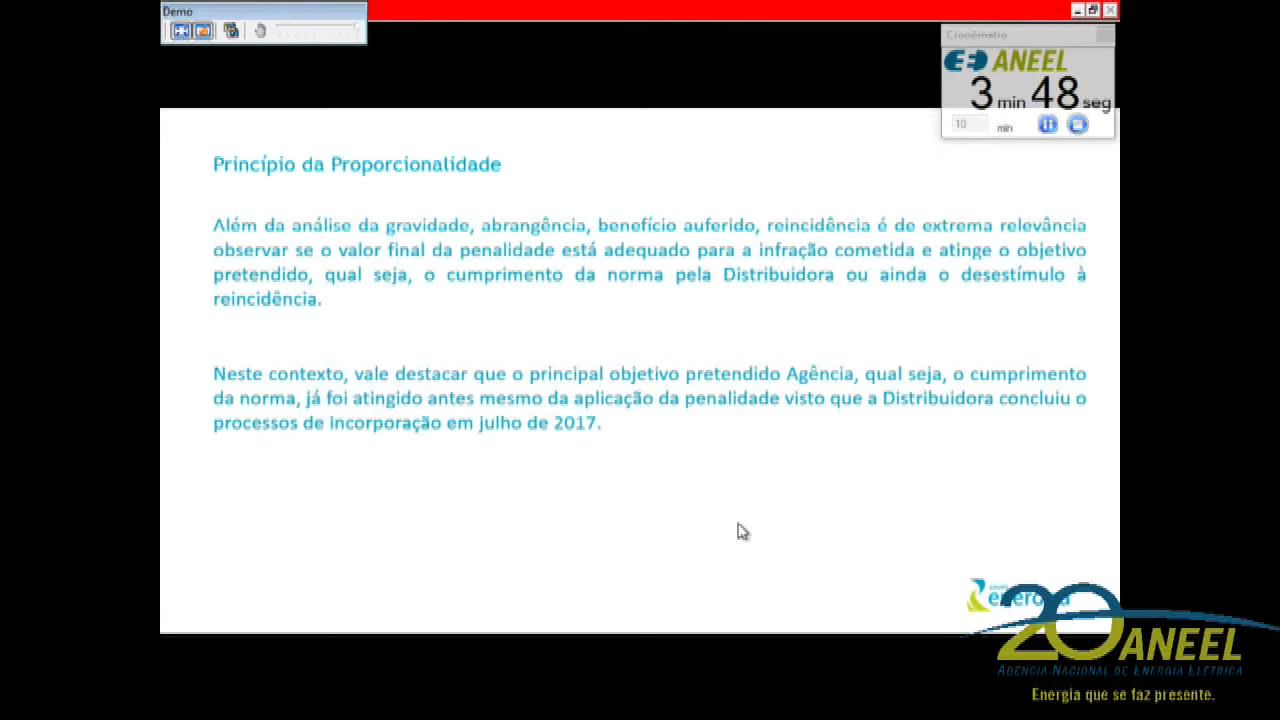 Demo
Cronômetro
ANEEL
3 min 48 seg
10 min
Princípio da Proporcionalidade
Além da análise da gravidade, abrangência, benefício auferido, reincidência é de extrema relevância
observar se o valor final da penalidade está adequado para a infração cometida e atinge o objetivo
pretendido, qual seja, o cumprimento da norma pela Distribuidora ou ainda o desestímulo à
reincidência.
Neste contexto, vale destacar que o principal objetivo pretendido Agência, qual seja, o cumprimento
da norma, já foi atingido antes mesmo da aplicação da penalidade visto que a Distribuidora concluiu o
processos de incorporação em julho de 2017.
20 ANEEL
AGÊNCIA NACIONAL DE ENERGIA ELÉTRICA
Energia que se faz presente.